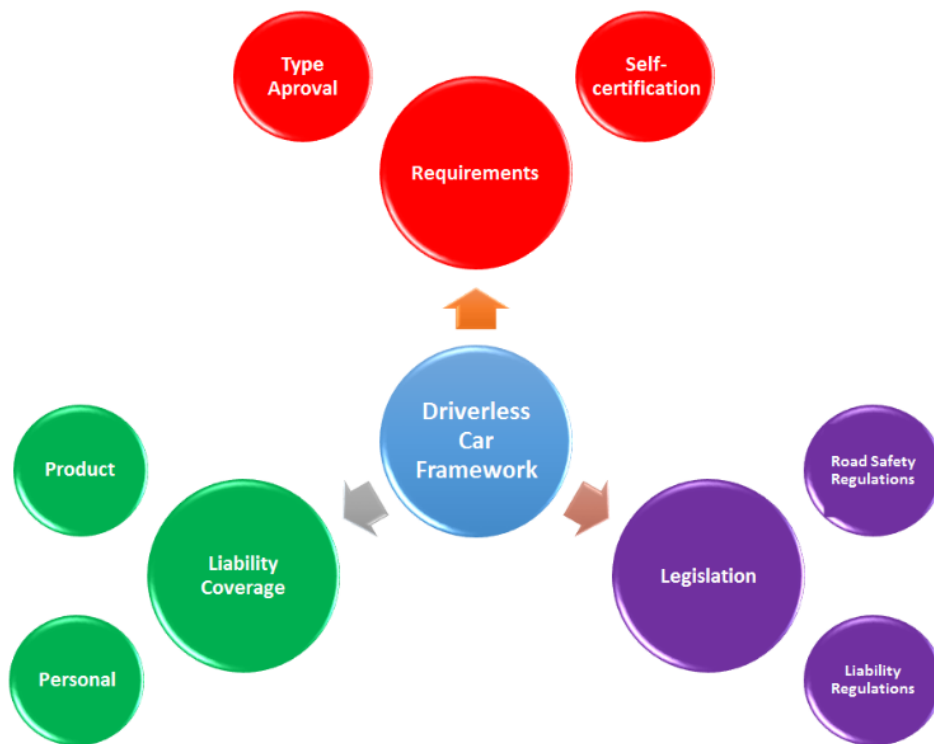 Type
Aproval
Self-
certification
Requirements
Driverless
Car
Framework
Product
Liability
Coverage
Personal
Road Safety
Regulations
Legislation
Liability
Regulations